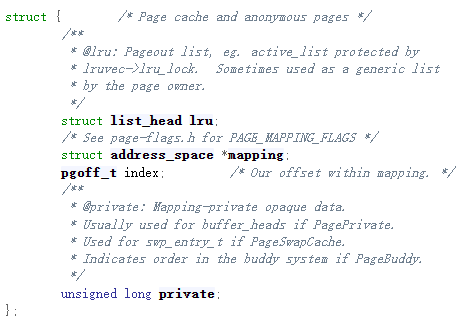 struct {        /* Page cache and anonymous pages */
        /**
         * @lru: Pageout list, eg. active_list protected by
         * lruvec->lru_lock.  Sometimes used as a generic list
         * by the page owner.
         */
        struct list_head lru;
        /* See page-flags.h for PAGE_MAPPING_FLAGS */
        struct address_space *mapping;
        pgoff_t index;          /* Our offset within mapping. */
        /**
         * @private: Mapping-private opaque data.
         * Usually used for buffer_heads if PagePrivate.
         * Used for swp_entry_t if PageSwapCache.
         * Indicates order in the buddy system if PageBuddy.
         */
        unsigned long private;
};